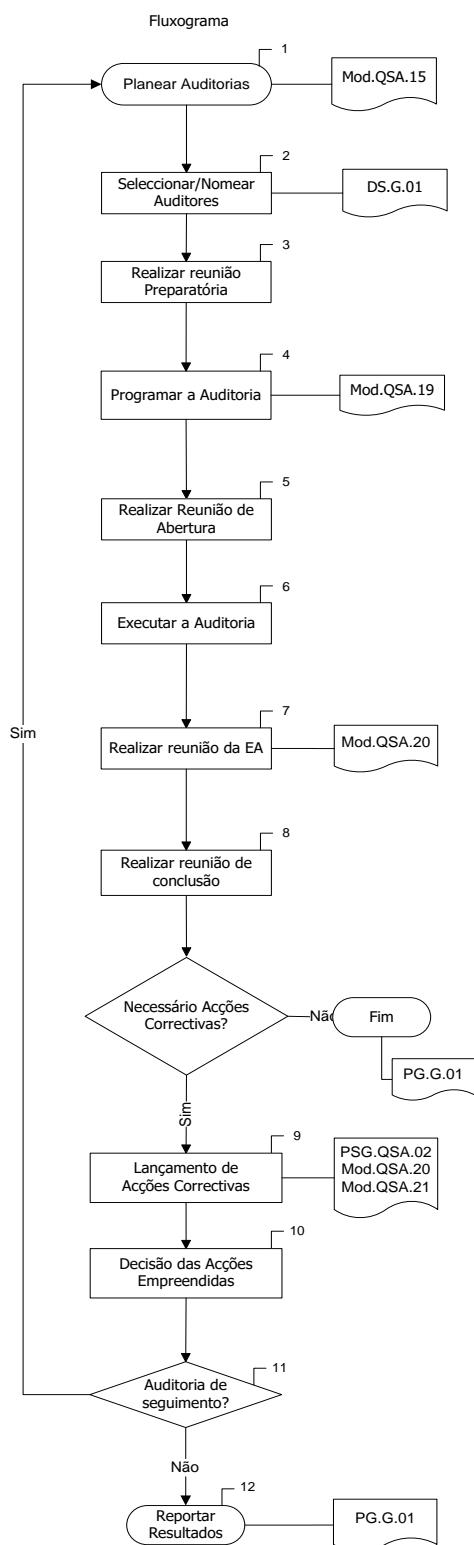 Fluxograma
1
Planear Auditorias
Mod.QSA.15
2
Seleccionar/Nomear
Auditores
DS.G.01
3
Realizar reunião
Preparatória
4
Programar a Auditoria
Mod.QSA.19
5
Realizar Reunião de
Abertura
6
Executar a Auditoria
Sim
7
Realizar reunião da EA
Mod.QSA.20
8
Realizar reunião de
conclusão
Necessário Acções
Correctivas?
Não
Fim
PG.G.01
Sim
9
Lançamento de
Acções Correctivas
PSG.QSA.02
Mod.QSA.20
Mod.QSA.21
10
Decisão das Acções
Empreendidas
11
Auditoria de
seguimento?
Não
12
Reportar
Resultados
PG.G.01